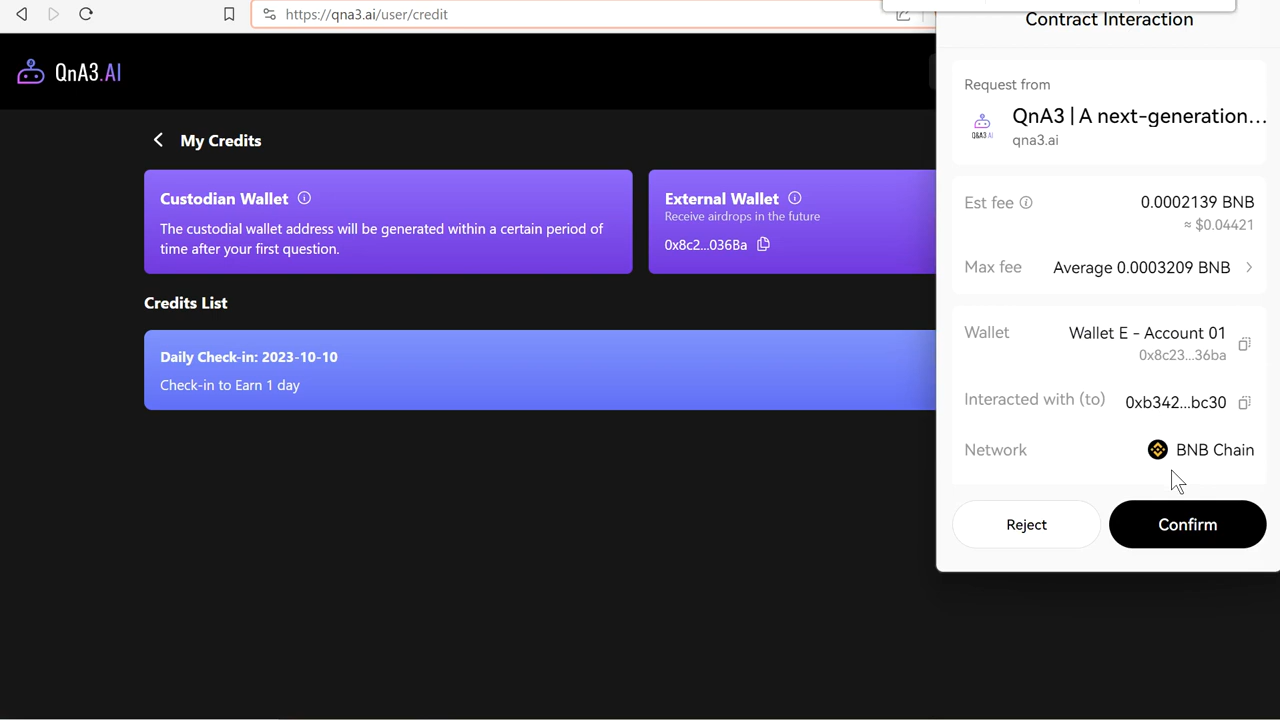 https://qna3.ai/user/credit
QnA3.AI
My Credits
Custodian Wallet
The custodial wallet address will be generated within a certain period of
time after your first question.
External Wallet
Receive airdrops in the future
0x8c2...036Ba
Credits List
Daily Check-in: 2023-10-10
Check-in to Earn 1 day
Contract Interaction
Request from
Q&A3.AI
QnA3 | A next-generation...
qna3.ai
Est fee 0.0002139 BNB
≈ $0.04421
Max fee Average 0.0003209 BNB
Wallet Wallet E - Account 01
0x8c23...36ba
Interacted with (to) 0xb342...bc30
Network BNB Chain
Reject Confirm